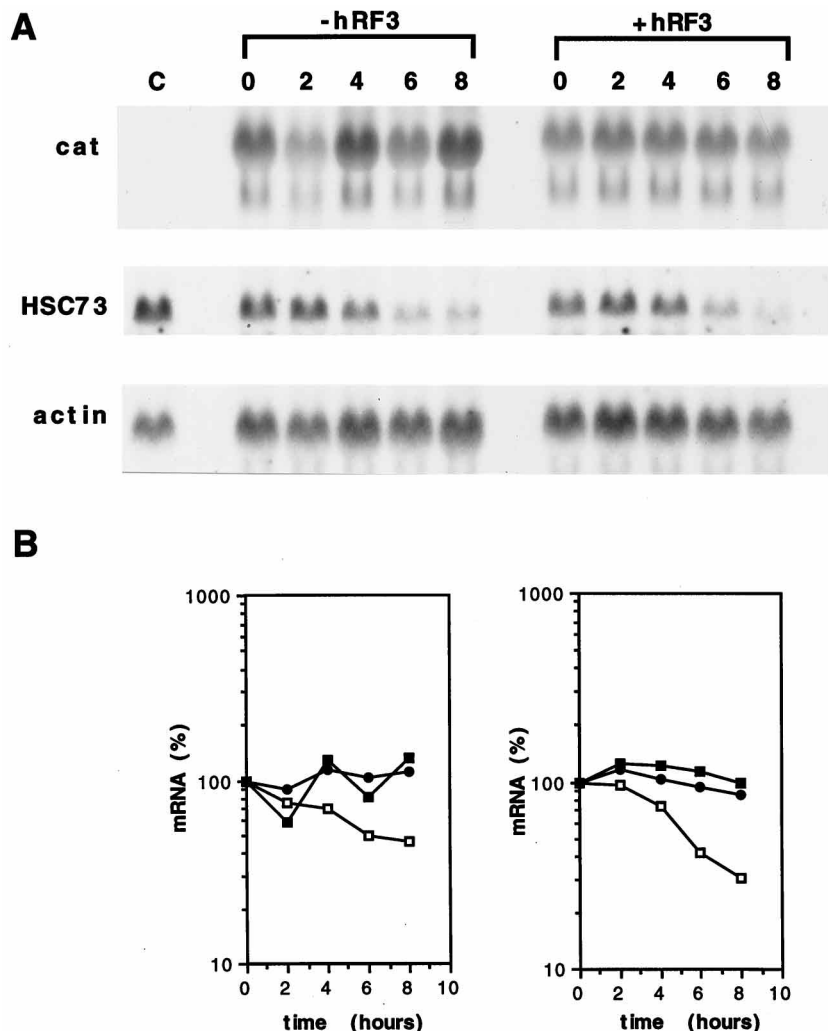 A
-hRF3 +hRF3
C 0 2 4 6 8 0 2 4 6 8
cat
HSC73
actin
B
1000 1000
mRNA (%) mRNA (%)
100 100
10 10
0 2 4 6 8 10 0 2 4 6 8 10
time (hours) time (hours)